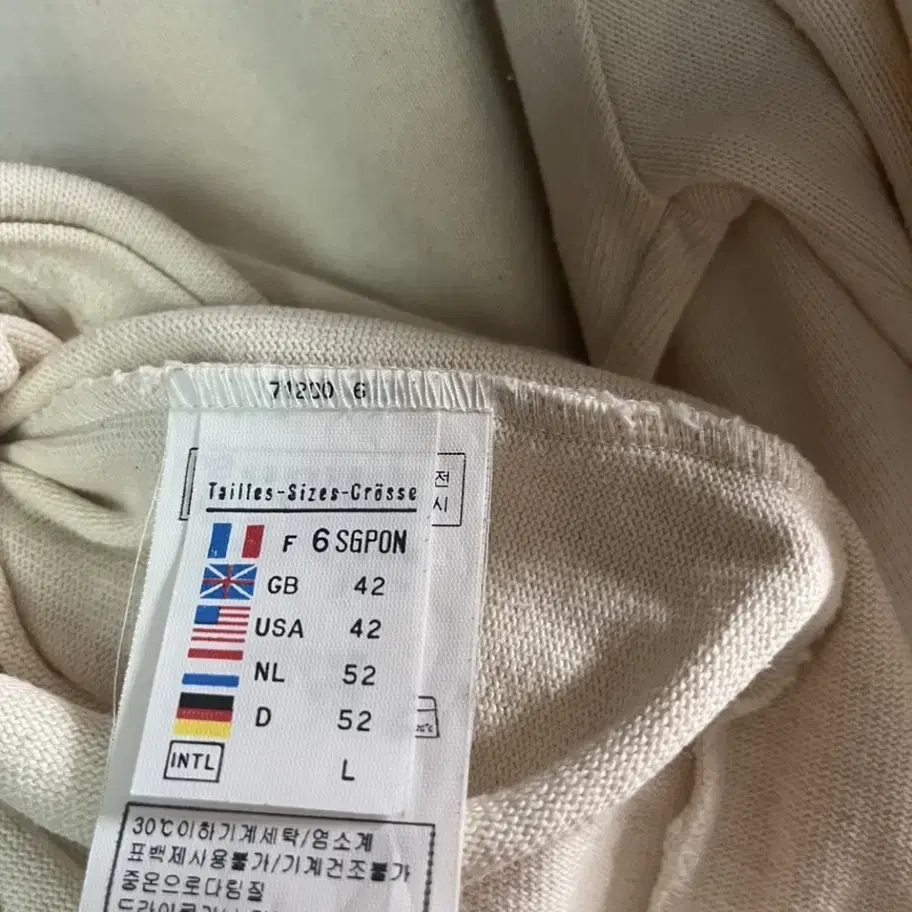 71200 6
전
시
Tailles-Sizes-Grösse
F 6 SGPON
GB 42
USA 42
NL 52
D 52
INTL L
30℃이하기계세탁/염소계
표백제사용불가/기계건조불가
중온으로다림질